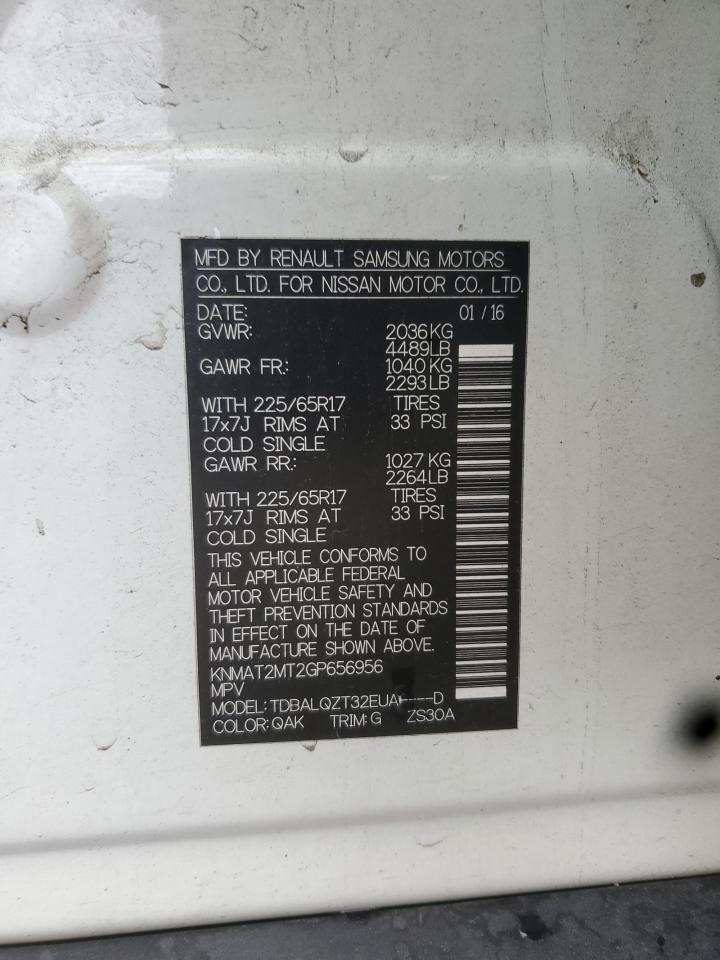 MFD BY RENAULT SAMSUNG MOTORS
CO., LTD. FOR NISSAN MOTOR CO., LTD.
DATE: 01 / 16
GVWR: 2036 KG
4489 LB
GAWR FR.: 1040 KG
2293 LB
WITH 225/65R17 TIRES
17x7J RIMS AT 33 PSI
COLD SINGLE
GAWR RR.: 1027 KG
2264 LB
WITH 225/65R17 TIRES
17x7J RIMS AT 33 PSI
COLD SINGLE
THIS VEHICLE CONFORMS TO
ALL APPLICABLE FEDERAL
MOTOR VEHICLE SAFETY AND
THEFT PREVENTION STANDARDS
IN EFFECT ON THE DATE OF
MANUFACTURE SHOWN ABOVE.
KNMAT2MT2GP656956
MPV
MODEL:
COLOR: QAK TRIM: G ZS30A